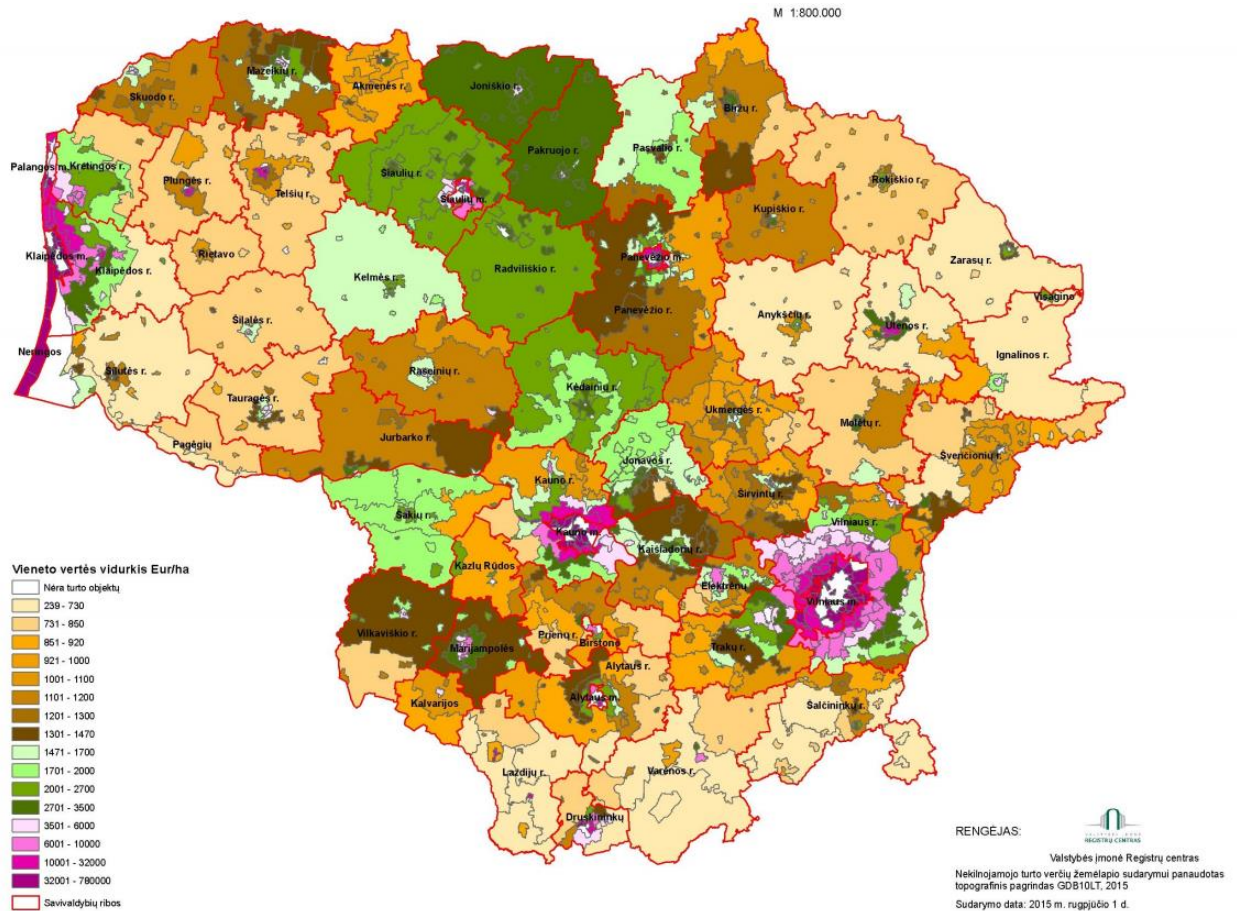 M 1:800.000
Skuodo r.
Mažeikių r.
Akmenės r.
Joniškio r.
Pakruojo r.
Pasvalio r.
Biržų r.
Palangos m.
Kretingos r.
Plungės r.
Telšių r.
Šiaulių r.
Šiaulių m.
Rokiškio r.
Kupiškio r.
Klaipėdos m.
Klaipėdos r.
Rietavo
Kelmės r.
Radviliškio r.
Panevėžio m.
Panevėžio r.
Zarasų r.
Visagino
Anykščių r.
Utenos r.
Ignalinos r.
Šilalės r.
Neringos
Šilutės r.
Raseinių r.
Kėdainių r.
Tauragės r.
Ukmergės r.
Molėtų r.
Pagėgių
Jurbarko r.
Jonavos r.
Švenčionių r.
Kauno r.
Širvintų r.
Šakių r.
Vilniaus r.
Kauno m.
Kaišiadorių r.
Kazlų Rūdos
Elektrėnų
Vilniaus m.
Vilkaviškio r.
Marijampolės
Prienų r.
Birštono
Trakų r.
Alytaus r.
Alytaus m.
Kalvarijos
Šalčininkų r.
Lazdijų r.
Varėnos r.
Druskininkų
Vieneto vertės vidurkis Eur/ha
Nėra turto objektų
239 - 730
731 - 850
851 - 920
921 - 1000
1001 - 1100
1101 - 1200
1201 - 1300
1301 - 1470
1471 - 1700
1701 - 2000
2001 - 2700
2701 - 3500
3501 - 6000
6001 - 10000
10001 - 32000
32001 - 780000
Savivaldybių ribos
RENGĖJAS:
VALSTYBĖS ĮMONĖ
REGISTRŲ CENTRAS
Valstybės įmonė Registrų centras
Nekilnojamojo turto verčių žemėlapio sudarymui panaudotas
topografinis pagrindas GDB10LT, 2015
Sudarymo data: 2015 m. rugpjūčio 1 d.